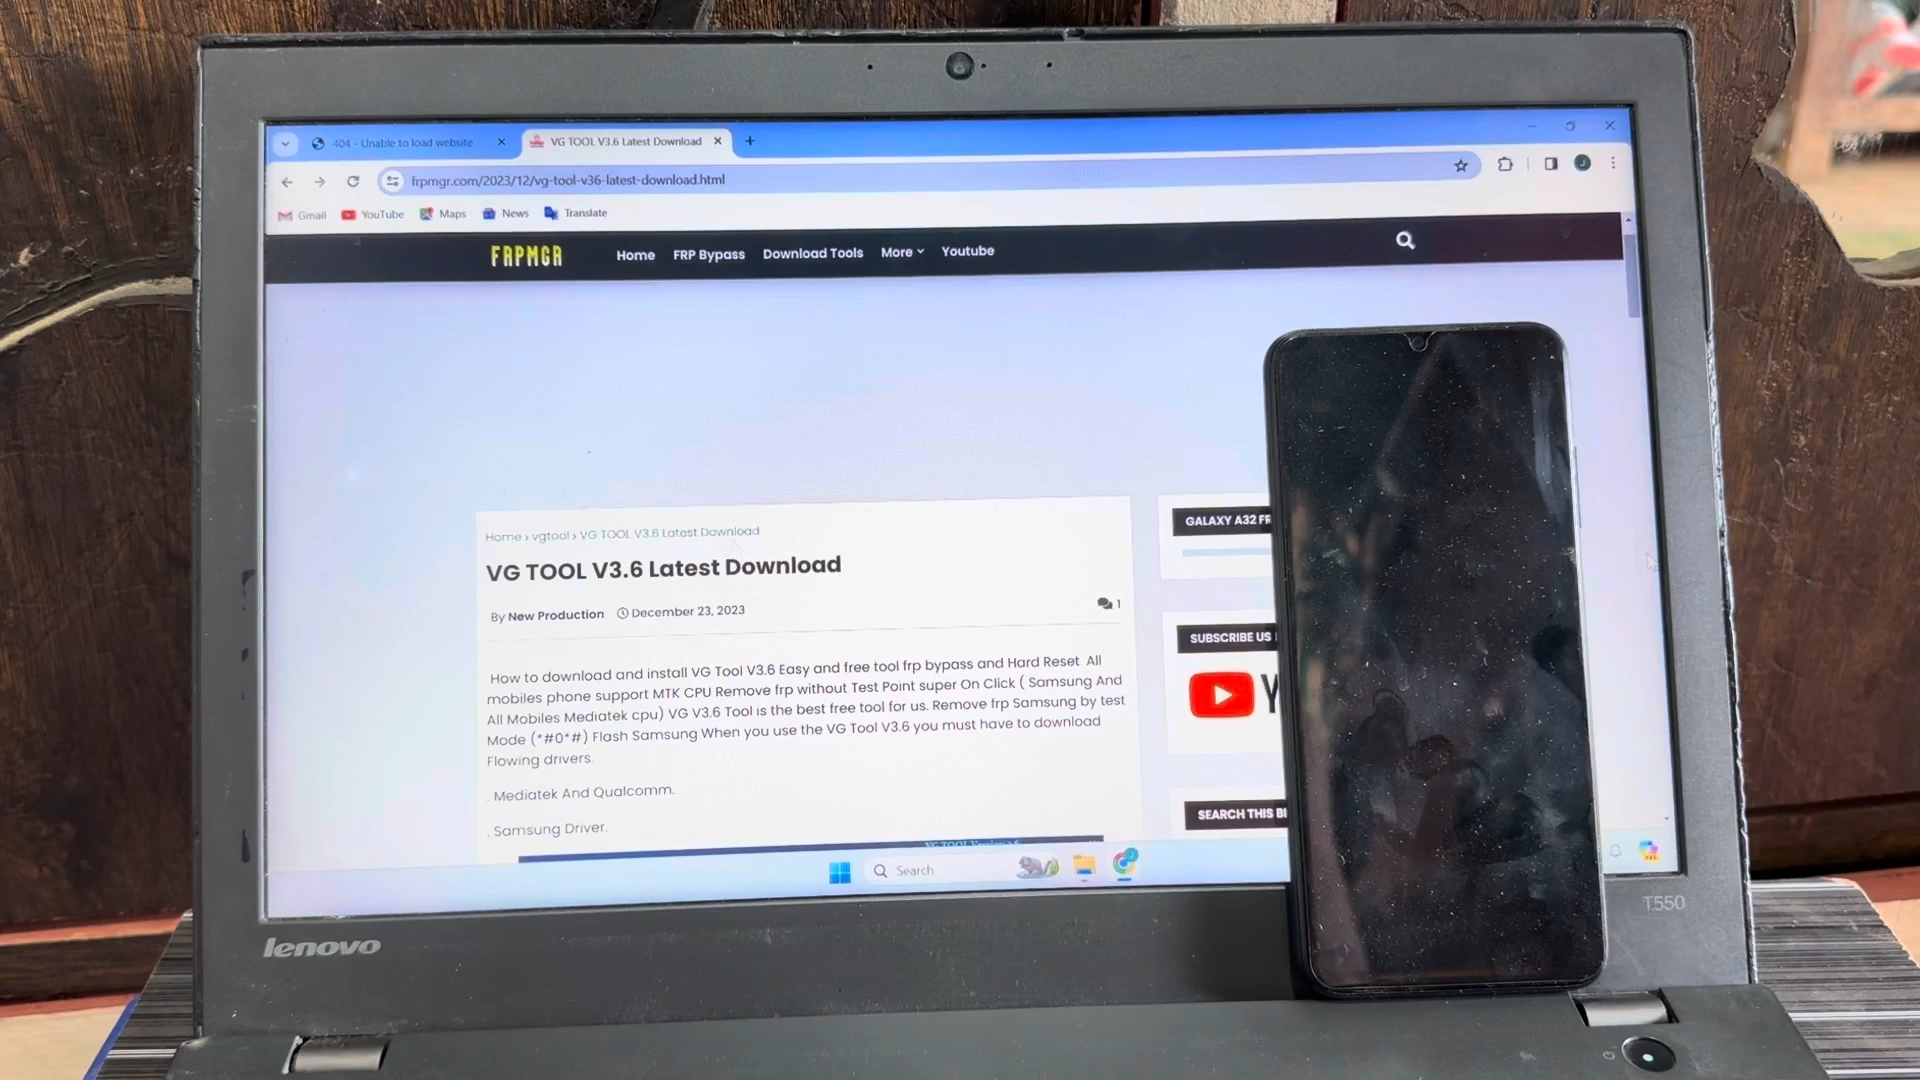 404 - Unable to load website
VG TOOL V3.6 Latest Download
frpmgr.com/2023/12/vg-tool-v36-latest-download.html
Gmail YouTube Maps News Translate
FRPMGR Home FRP Bypass Download Tools More Youtube
Home › vgtool › VG TOOL V3.6 Latest Download
VG TOOL V3.6 Latest Download
By New Production December 23, 2023
1
How to download and install VG Tool V3.6 Easy and free tool frp bypass and Hard Reset All
mobiles phone support MTK CPU Remove frp without Test Point super On Click ( Samsung And
All Mobiles Mediatek cpu) VG V3.6 Tool is the best free tool for us. Remove frp Samsung by test
Mode (*#0*#) Flash Samsung When you use the VG Tool V3.6 you must have to download
Flowing drivers.
. Mediatek And Qualcomm.
. Samsung Driver.
GALAXY A32 FR
SUBSCRIBE US
Y
SEARCH THIS Bl
Search
lenovo
T550